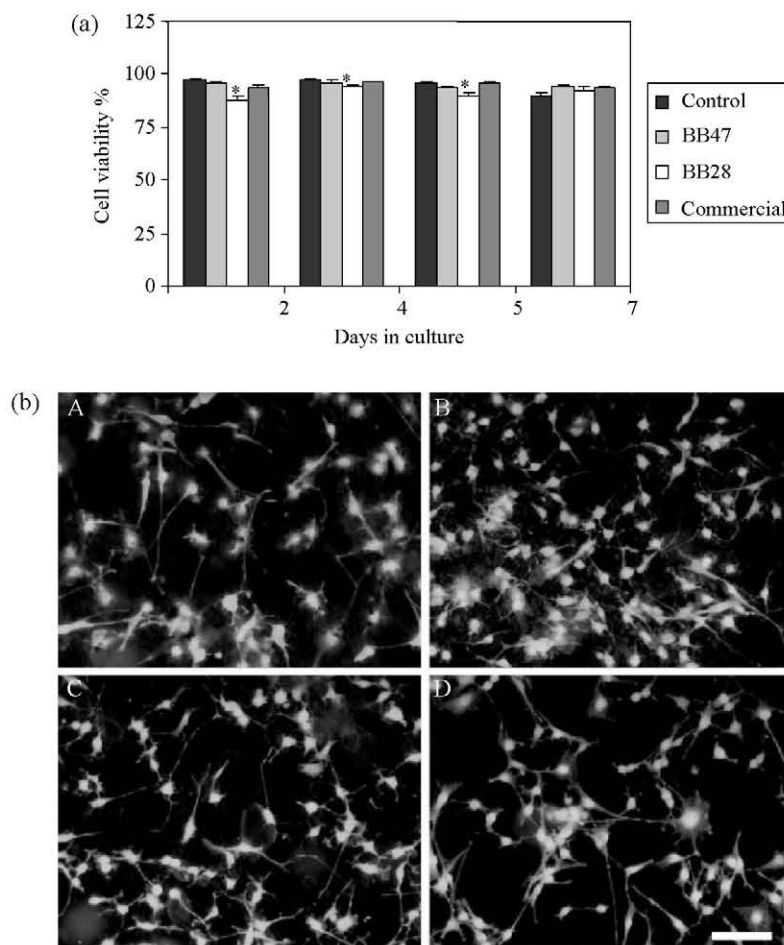 (a)
125
100
75
50
25
0
Cell viability %
* * *
2 4 5 7
Days in culture
Control
BB47
BB28
Commercial
(b)
A
B
C
D